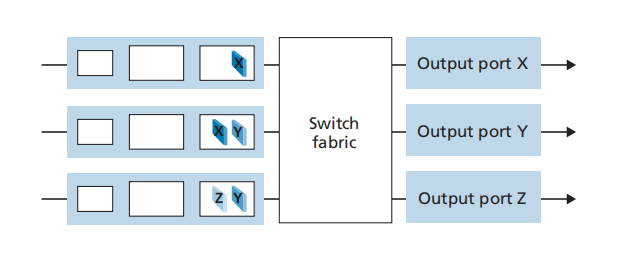 X
Output port X
X Y
Switch
fabric
Output port Y
Z Y
Output port Z